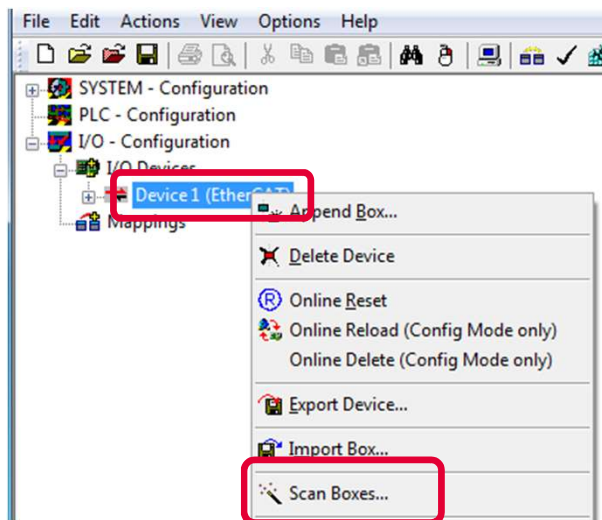 File Edit Actions View Options Help
SYSTEM - Configuration
PLC - Configuration
I/O - Configuration
I/O Devices
Device 1 (EtherCAT)
Mappings
Append Box...
Delete Device
Online Reset
Online Reload (Config Mode only)
Online Delete (Config Mode only)
Export Device...
Import Box...
Scan Boxes...